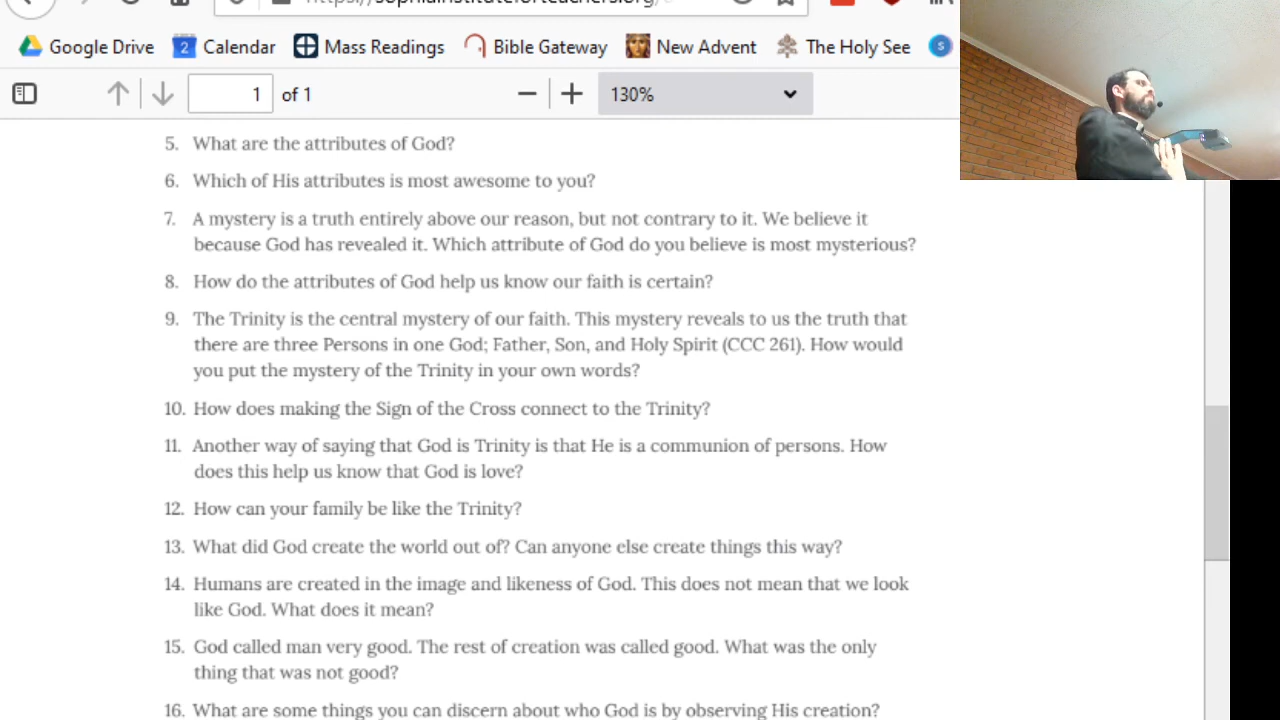 Google Drive
2 Calendar
Mass Readings
Bible Gateway
New Advent
The Holy See
S
1 of 1
130%
5. What are the attributes of God?
6. Which of His attributes is most awesome to you?
7. A mystery is a truth entirely above our reason, but not contrary to it. We believe it
because God has revealed it. Which attribute of God do you believe is most mysterious?
8. How do the attributes of God help us know our faith is certain?
9. The Trinity is the central mystery of our faith. This mystery reveals to us the truth that
there are three Persons in one God; Father, Son, and Holy Spirit (CCC 261). How would
you put the mystery of the Trinity in your own words?
10. How does making the Sign of the Cross connect to the Trinity?
11. Another way of saying that God is Trinity is that He is a communion of persons. How
does this help us know that God is love?
12. How can your family be like the Trinity?
13. What did God create the world out of? Can anyone else create things this way?
14. Humans are created in the image and likeness of God. This does not mean that we look
like God. What does it mean?
15. God called man very good. The rest of creation was called good. What was the only
thing that was not good?
16. What are some things you can discern about who God is by observing His creation?